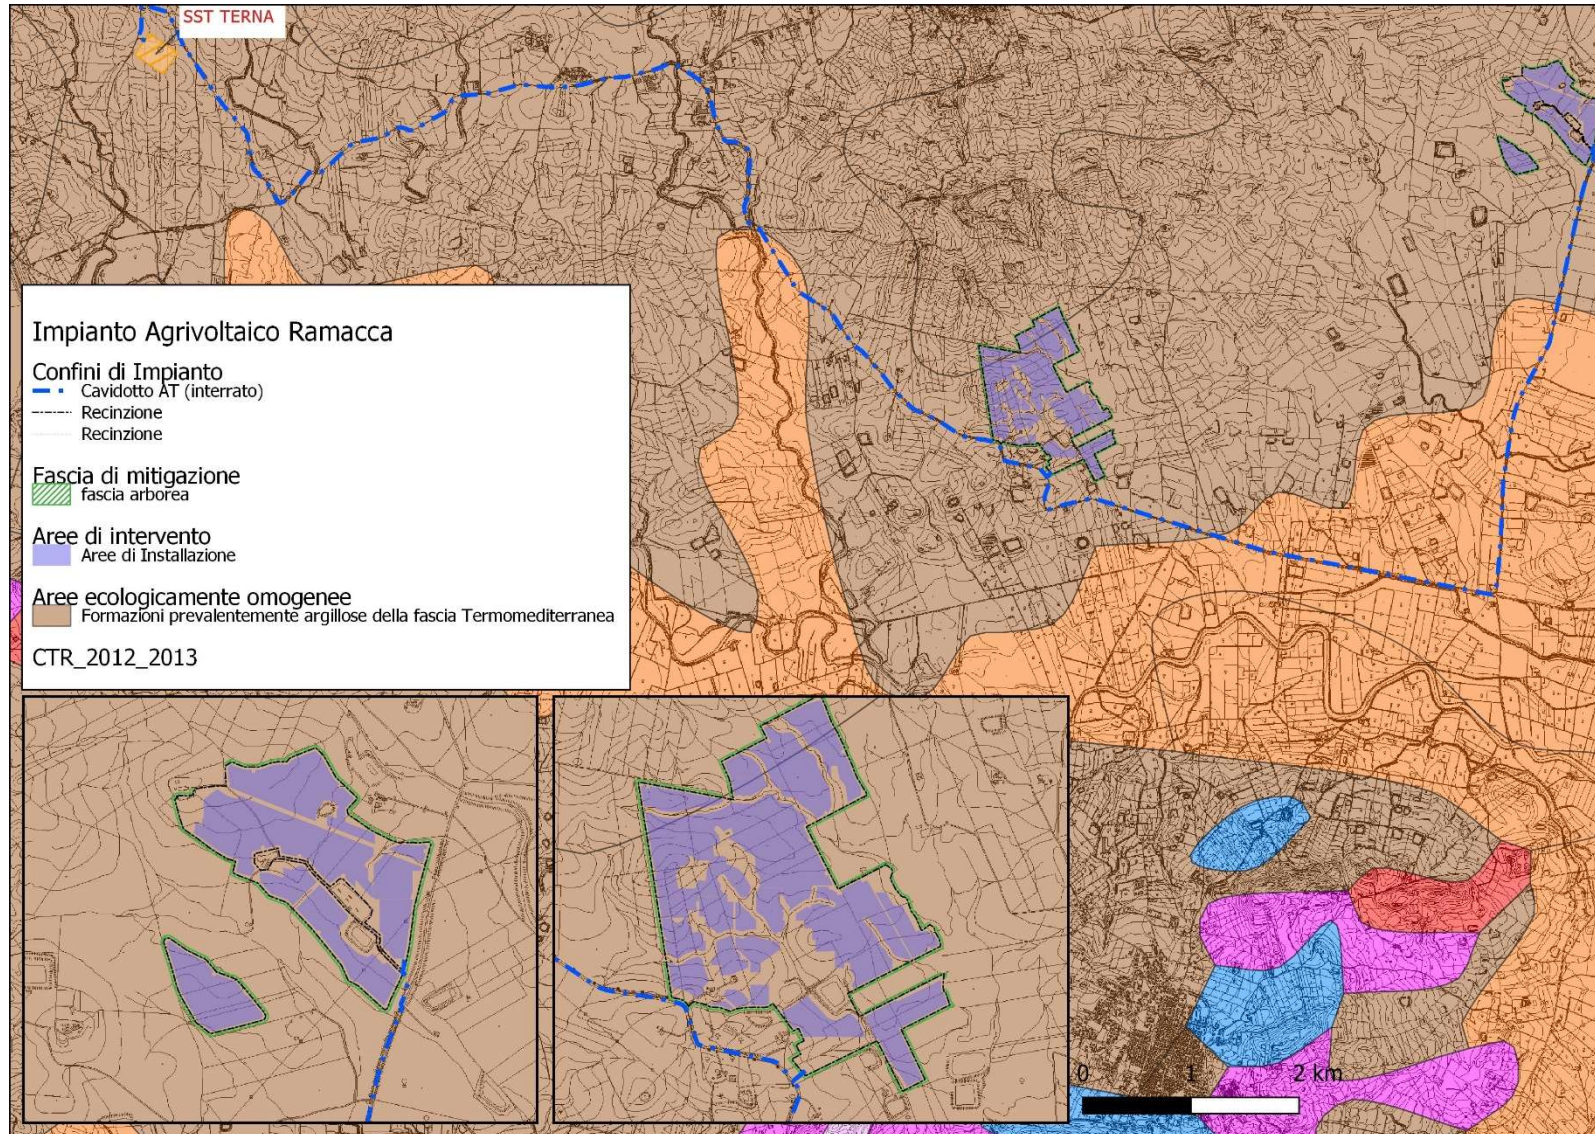 SST TERNA
Impianto Agrivoltaico Ramacca
Confini di Impianto
Cavidotto AT (interrato)
Recinzione
Recinzione
Fascia di mitigazione
fascia arborea
Aree di intervento
Aree di Installazione
Aree ecologicamente omogenee
Formazioni prevalentemente argillose della fascia Termomediterranea
CTR_2012_2013
0 1 2 km